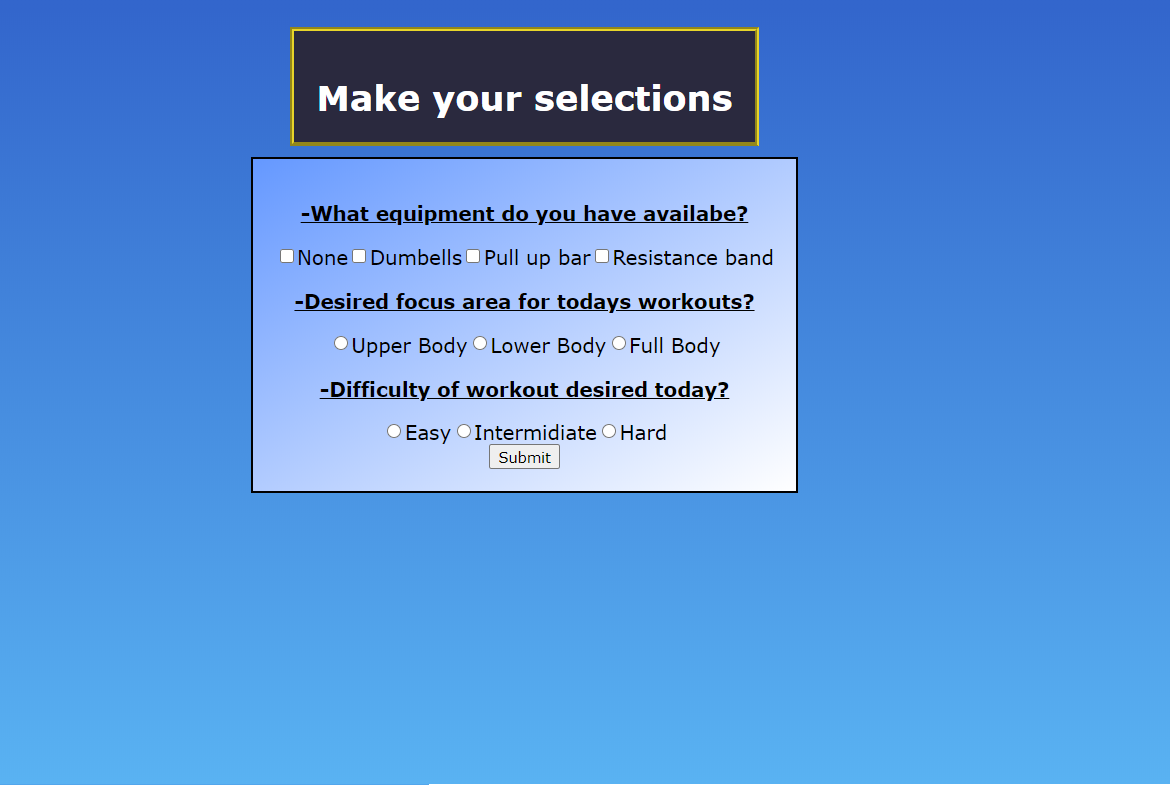 Make your selections
-What equipment do you have availabe?
None Dumbells Pull up bar Resistance band
-Desired focus area for todays workouts?
Upper Body Lower Body Full Body
-Difficulty of workout desired today?
Easy Intermidiate Hard
Submit